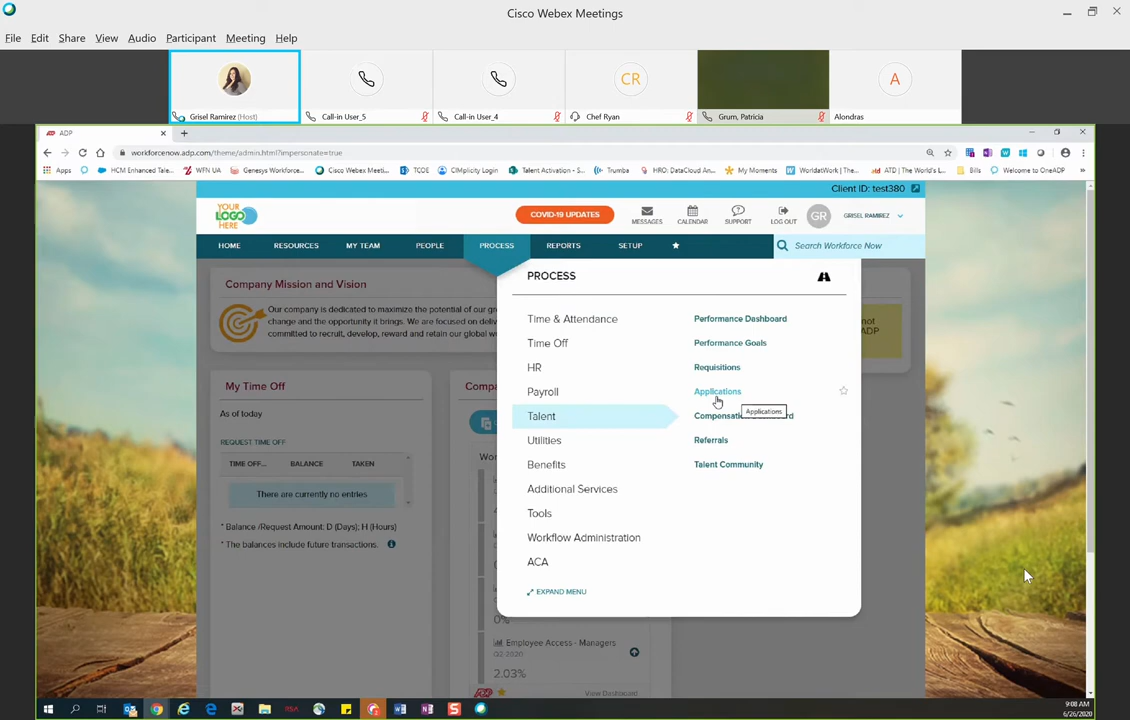 Cisco Webex Meetings
File Edit Share View Audio Participant Meeting Help
CR
A
Grisel Ramirez (Host)
Call-in User_5
Call-in User_4
Chef Ryan
Grum, Patricia
Alondras
ADP
workforcenow.adp.com/theme/admin.html?impersonate=true
Apps
HCM Enhanced Tale...
WFN UA
Genesys Workforce...
Cisco Webex Meeti...
TCOE
CIMplicity Login
Talent Activation - S...
Trumba
HRO: DataCloud An...
My Moments
WorldatWork | The...
ATD | The World's L...
Bills
Welcome to OneADP
Client ID: test380
YOUR
LOGO
HERE
COVID-19 UPDATES
MESSAGES
CALENDAR
SUPPORT
LOG OUT
GR
GRISEL RAMIREZ
HOME RESOURCES MY TEAM PEOPLE PROCESS REPORTS SETUP
Search Workforce Now
Company Mission and Vision
Our company is dedicated to maximize the potential of our gre
change and the opportunity it brings. We are focused on deliv
committed to recruit, develop, reward and retain our global w
not
ADP
My Time Off
As of today
REQUEST TIME OFF
TIME OFF... BALANCE TAKEN
There are currently no entries
* Balance /Request Amount; D (Days); H (Hours)
* The balances include future transactions.
Compa
Wo
PROCESS
Time & Attendance
Time Off
HR
Payroll
Talent
Utilities
Benefits
Additional Services
Tools
Workflow Administration
ACA
EXPAND MENU
Performance Dashboard
Performance Goals
Requisitions
Applications
Applications
Compensati board
Referrals
Talent Community
0%
Employee Access - Managers
Q2-2020
2.03%
ADP
View Dashboard
9:08 AM
6/26/2020